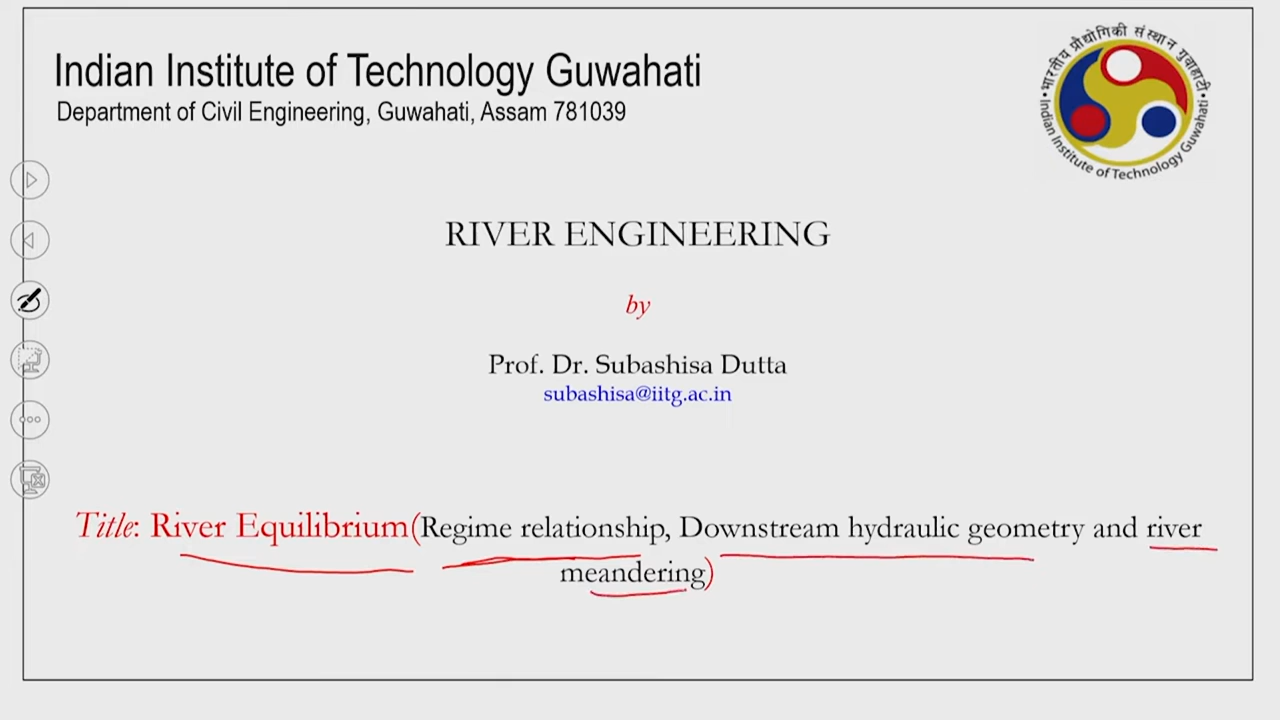 Indian Institute of Technology Guwahati
Department of Civil Engineering, Guwahati, Assam 781039
भारतीय प्रौद्योगिकी संस्थान गुवाहाटी
Indian Institute of Technology Guwahati
RIVER ENGINEERING
by
Prof. Dr. Subashisa Dutta
subashisa@iitg.ac.in
Title: River Equilibrium(Regime relationship, Downstream hydraulic geometry and river
meandering)